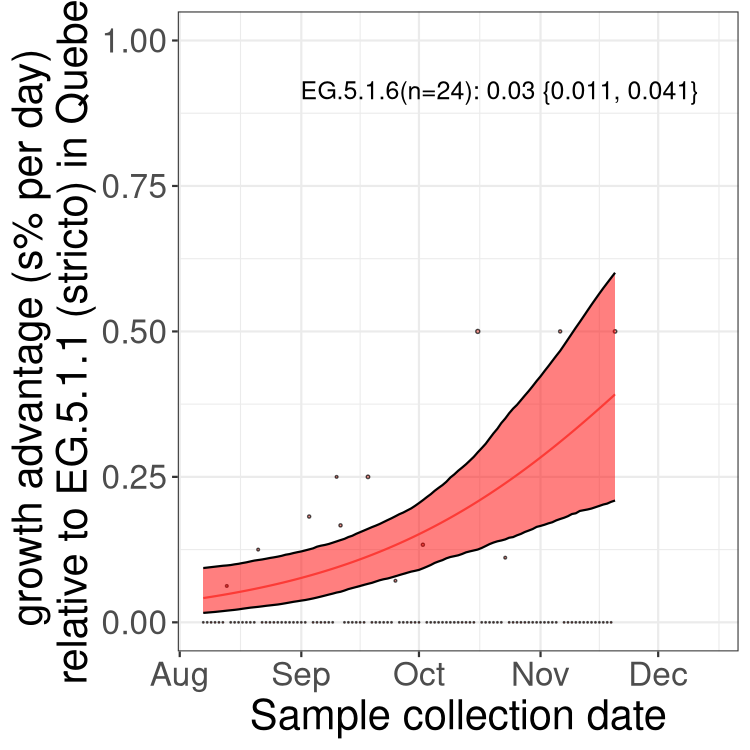 growth advantage (s% per day)
relative to EG.5.1.1 (stricto) in Quebe
1.00
0.75
0.50
0.25
0.00
EG.5.1.6(n=24): 0.03 {0.011, 0.041}
Aug Sep Oct Nov Dec
Sample collection date